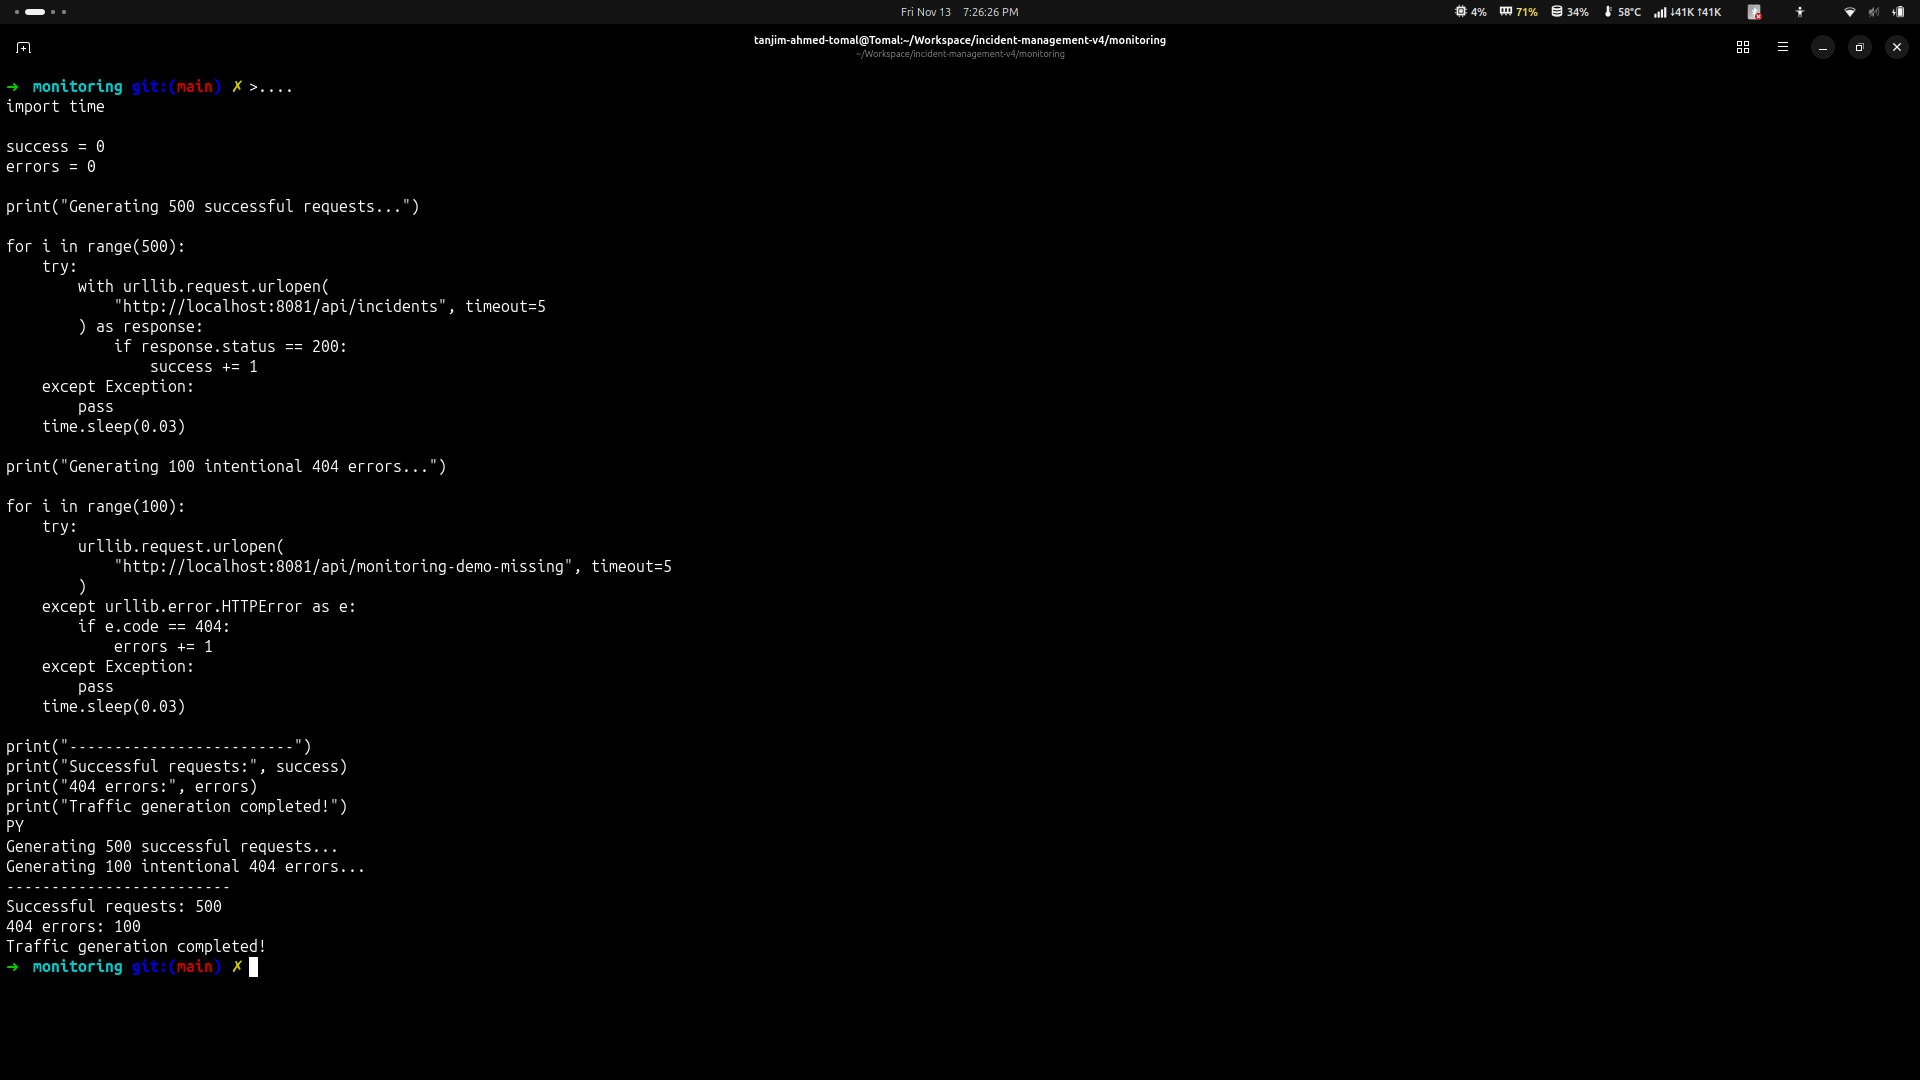 Fri Nov 13 7:26:26 PM
4% 71% 34% 58°C ↓41K ↑41K
tanjim-ahmed-tomal@Tomal:~/Workspace/incident-management-v4/monitoring
~/Workspace/incident-management-v4/monitoring
➜  monitoring git:(main) ✗ >....
import time

success = 0
errors = 0

print("Generating 500 successful requests...")

for i in range(500):
    try:
        with urllib.request.urlopen(
            "http://localhost:8081/api/incidents", timeout=5
        ) as response:
            if response.status == 200:
                success += 1
    except Exception:
        pass
    time.sleep(0.03)

print("Generating 100 intentional 404 errors...")

for i in range(100):
    try:
        urllib.request.urlopen(
            "http://localhost:8081/api/monitoring-demo-missing", timeout=5
        )
    except urllib.error.HTTPError as e:
        if e.code == 404:
            errors += 1
    except Exception:
        pass
    time.sleep(0.03)

print("-------------------------")
print("Successful requests:", success)
print("404 errors:", errors)
print("Traffic generation completed!")
PY
Generating 500 successful requests...
Generating 100 intentional 404 errors...
-------------------------
Successful requests: 500
404 errors: 100
Traffic generation completed!
➜  monitoring git:(main) ✗